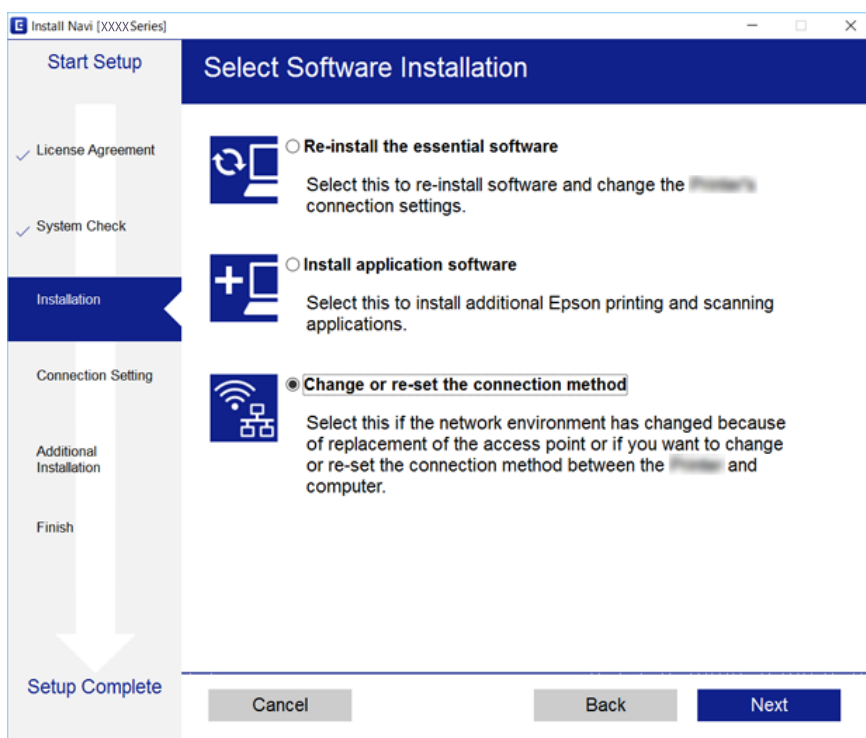 Install Navi [XXXX Series]
Start Setup
License Agreement
System Check
Installation
Connection Setting
Additional
Installation
Finish
Setup Complete
Select Software Installation
Re-install the essential software
Select this to re-install software and change the
connection settings.
Install application software
Select this to install additional Epson printing and scanning
applications.
Change or re-set the connection method
Select this if the network environment has changed because
of replacement of the access point or if you want to change
or re-set the connection method between the and
computer.
Cancel
Back
Next